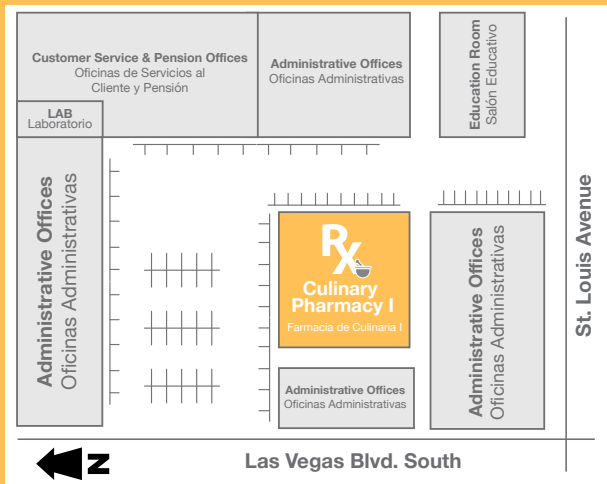 Customer Service & Pension Offices
Oficinas de Servicios al
Cliente y Pensión
Administrative Offices
Oficinas Administrativas
Education Room
Salón Educativo
LAB
Laboratorio
Administrative Offices
Oficinas Administrativas
Rx
Culinary
Pharmacy I
Farmacia de Culinaria I
Administrative Offices
Oficinas Administrativas
Administrative Offices
Oficinas Administrativas
St. Louis Avenue
N
Las Vegas Blvd. South